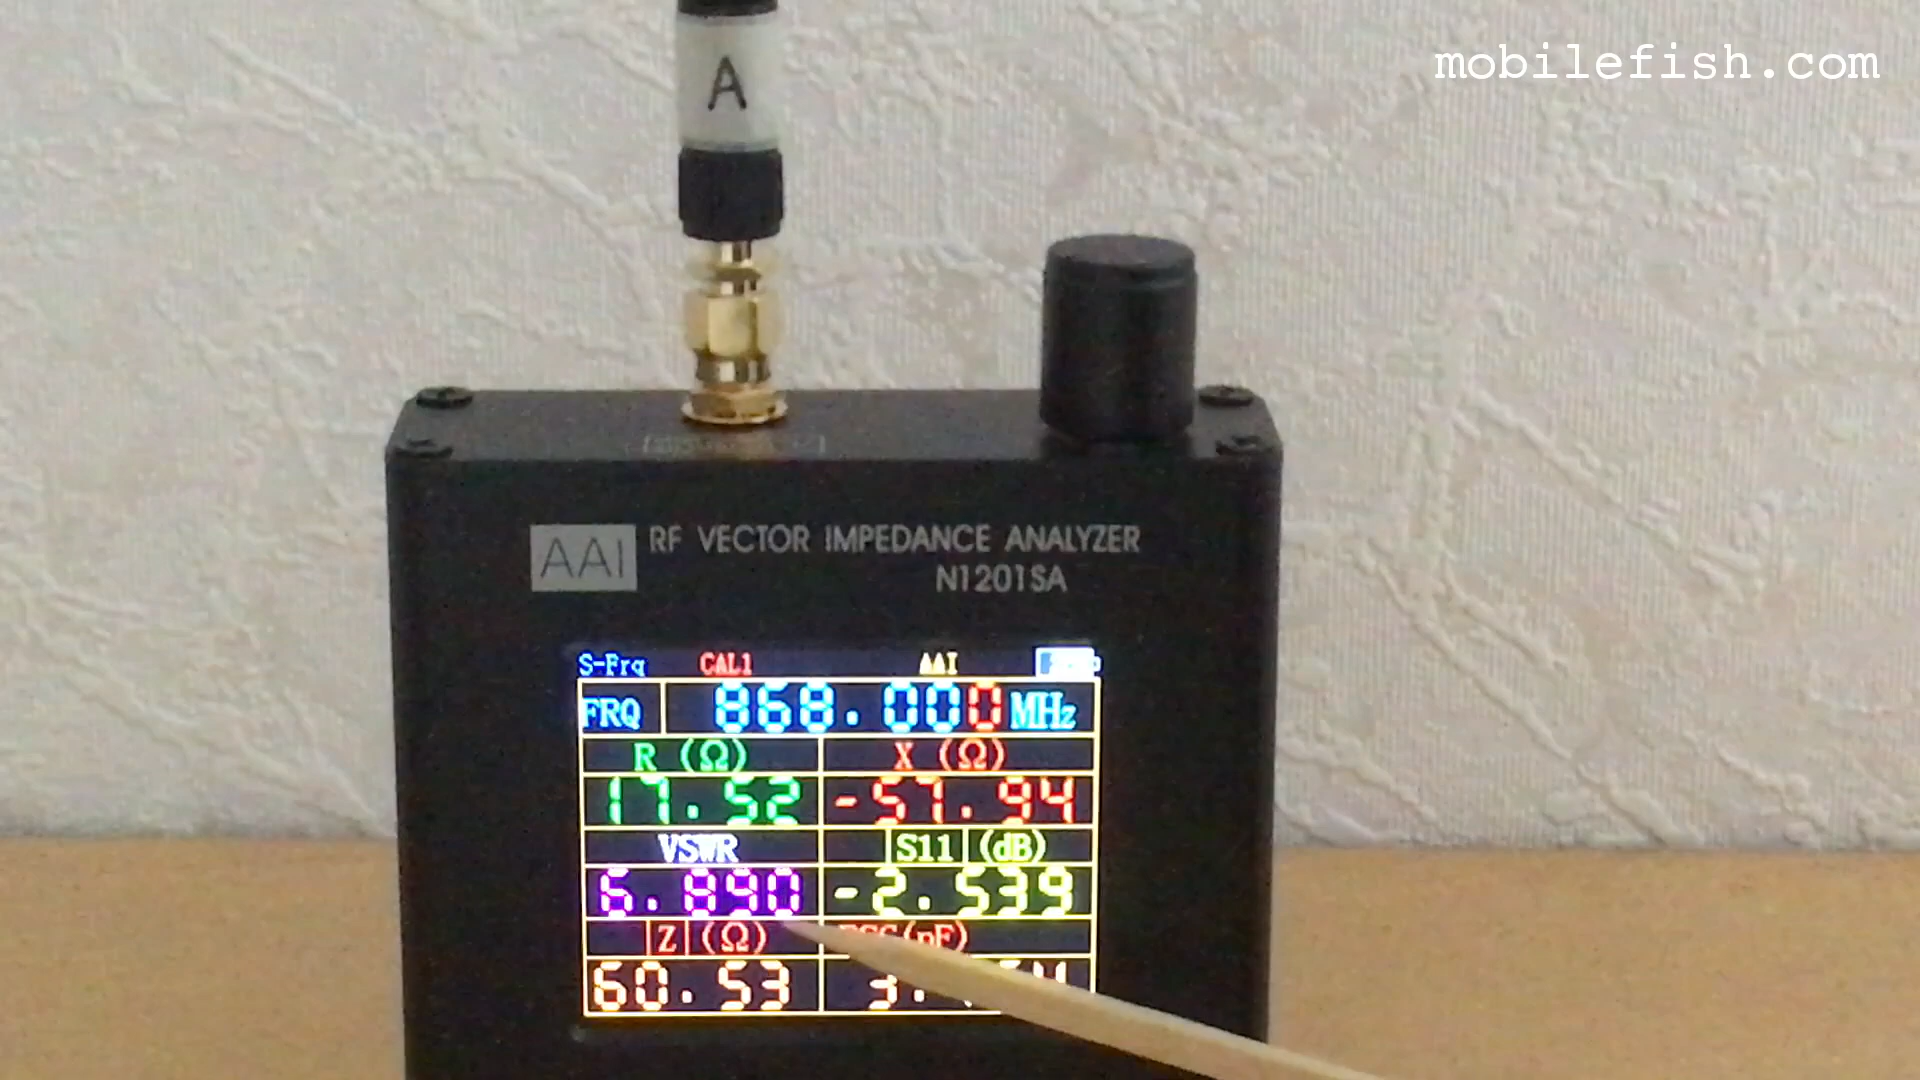 mobilefish.com
A
AAI RF VECTOR IMPEDANCE ANALYZER
N1201SA
S-Frq CAL1 AAI
FRQ 868.000 MHz
R (Ω) X (Ω)
17.52 -57.94
VSWR |S11| (dB)
6.890 -2.539
|Z| (Ω) (pF)
60.53